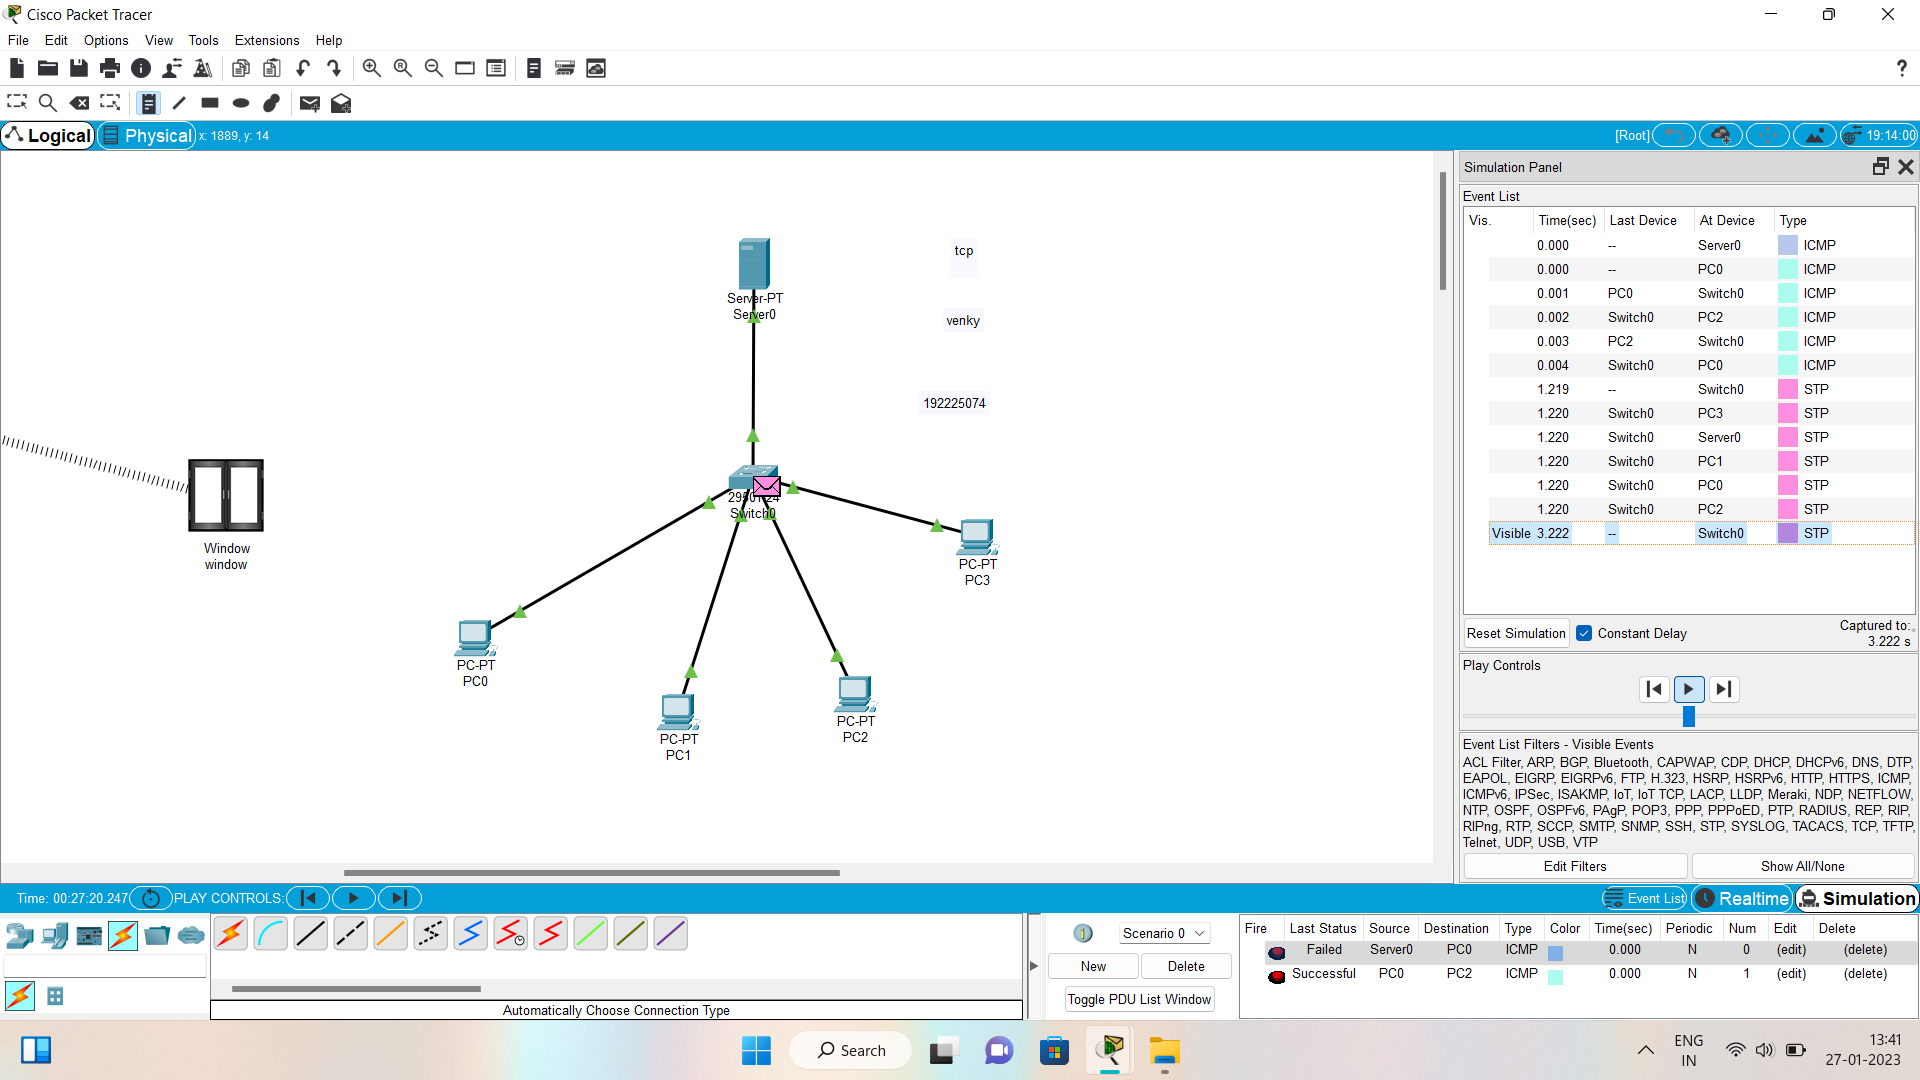 Cisco Packet Tracer
File Edit Options View Tools Extensions Help
?
Logical Physical x: 1889, y: 14 [Root] 19:14:00
Simulation Panel
Event List
Vis. Time(sec) Last Device At Device Type
0.000 -- Server0 ICMP
0.000 -- PC0 ICMP
0.001 PC0 Switch0 ICMP
0.002 Switch0 PC2 ICMP
0.003 PC2 Switch0 ICMP
0.004 Switch0 PC0 ICMP
1.219 -- Switch0 STP
1.220 Switch0 PC3 STP
1.220 Switch0 Server0 STP
1.220 Switch0 PC1 STP
1.220 Switch0 PC0 STP
1.220 Switch0 PC2 STP
Visible 3.222 -- Switch0 STP
Reset Simulation Constant Delay Captured to:
3.222 s
Play Controls
Event List Filters - Visible Events
ACL Filter, ARP, BGP, Bluetooth, CAPWAP, CDP, DHCP, DHCPv6, DNS, DTP,
EAPOL, EIGRP, EIGRPv6, FTP, H.323, HSRP, HSRPv6, HTTP, HTTPS, ICMP,
ICMPv6, IPSec, ISAKMP, IoT, IoT TCP, LACP, LLDP, Meraki, NDP, NETFLOW,
NTP, OSPF, OSPFv6, PAgP, POP3, PPP, PPPoED, PTP, RADIUS, REP, RIP,
RIPng, RTP, SCCP, SMTP, SNMP, SSH, STP, SYSLOG, TACACS, TCP, TFTP,
Telnet, UDP, USB, VTP
Edit Filters Show All/None
Server-PT
Server0
tcp
venky
192225074
Switch0
Window
window
PC-PT
PC3
PC-PT
PC0
PC-PT
PC1
PC-PT
PC2
Time: 00:27:20.247 PLAY CONTROLS: Event List Realtime Simulation
Automatically Choose Connection Type
Scenario 0
New Delete
Toggle PDU List Window
Fire Last Status Source Destination Type Color Time(sec) Periodic Num Edit Delete
Failed Server0 PC0 ICMP 0.000 N 0 (edit) (delete)
Successful PC0 PC2 ICMP 0.000 N 1 (edit) (delete)
Search
ENG
IN
13:41
27-01-2023